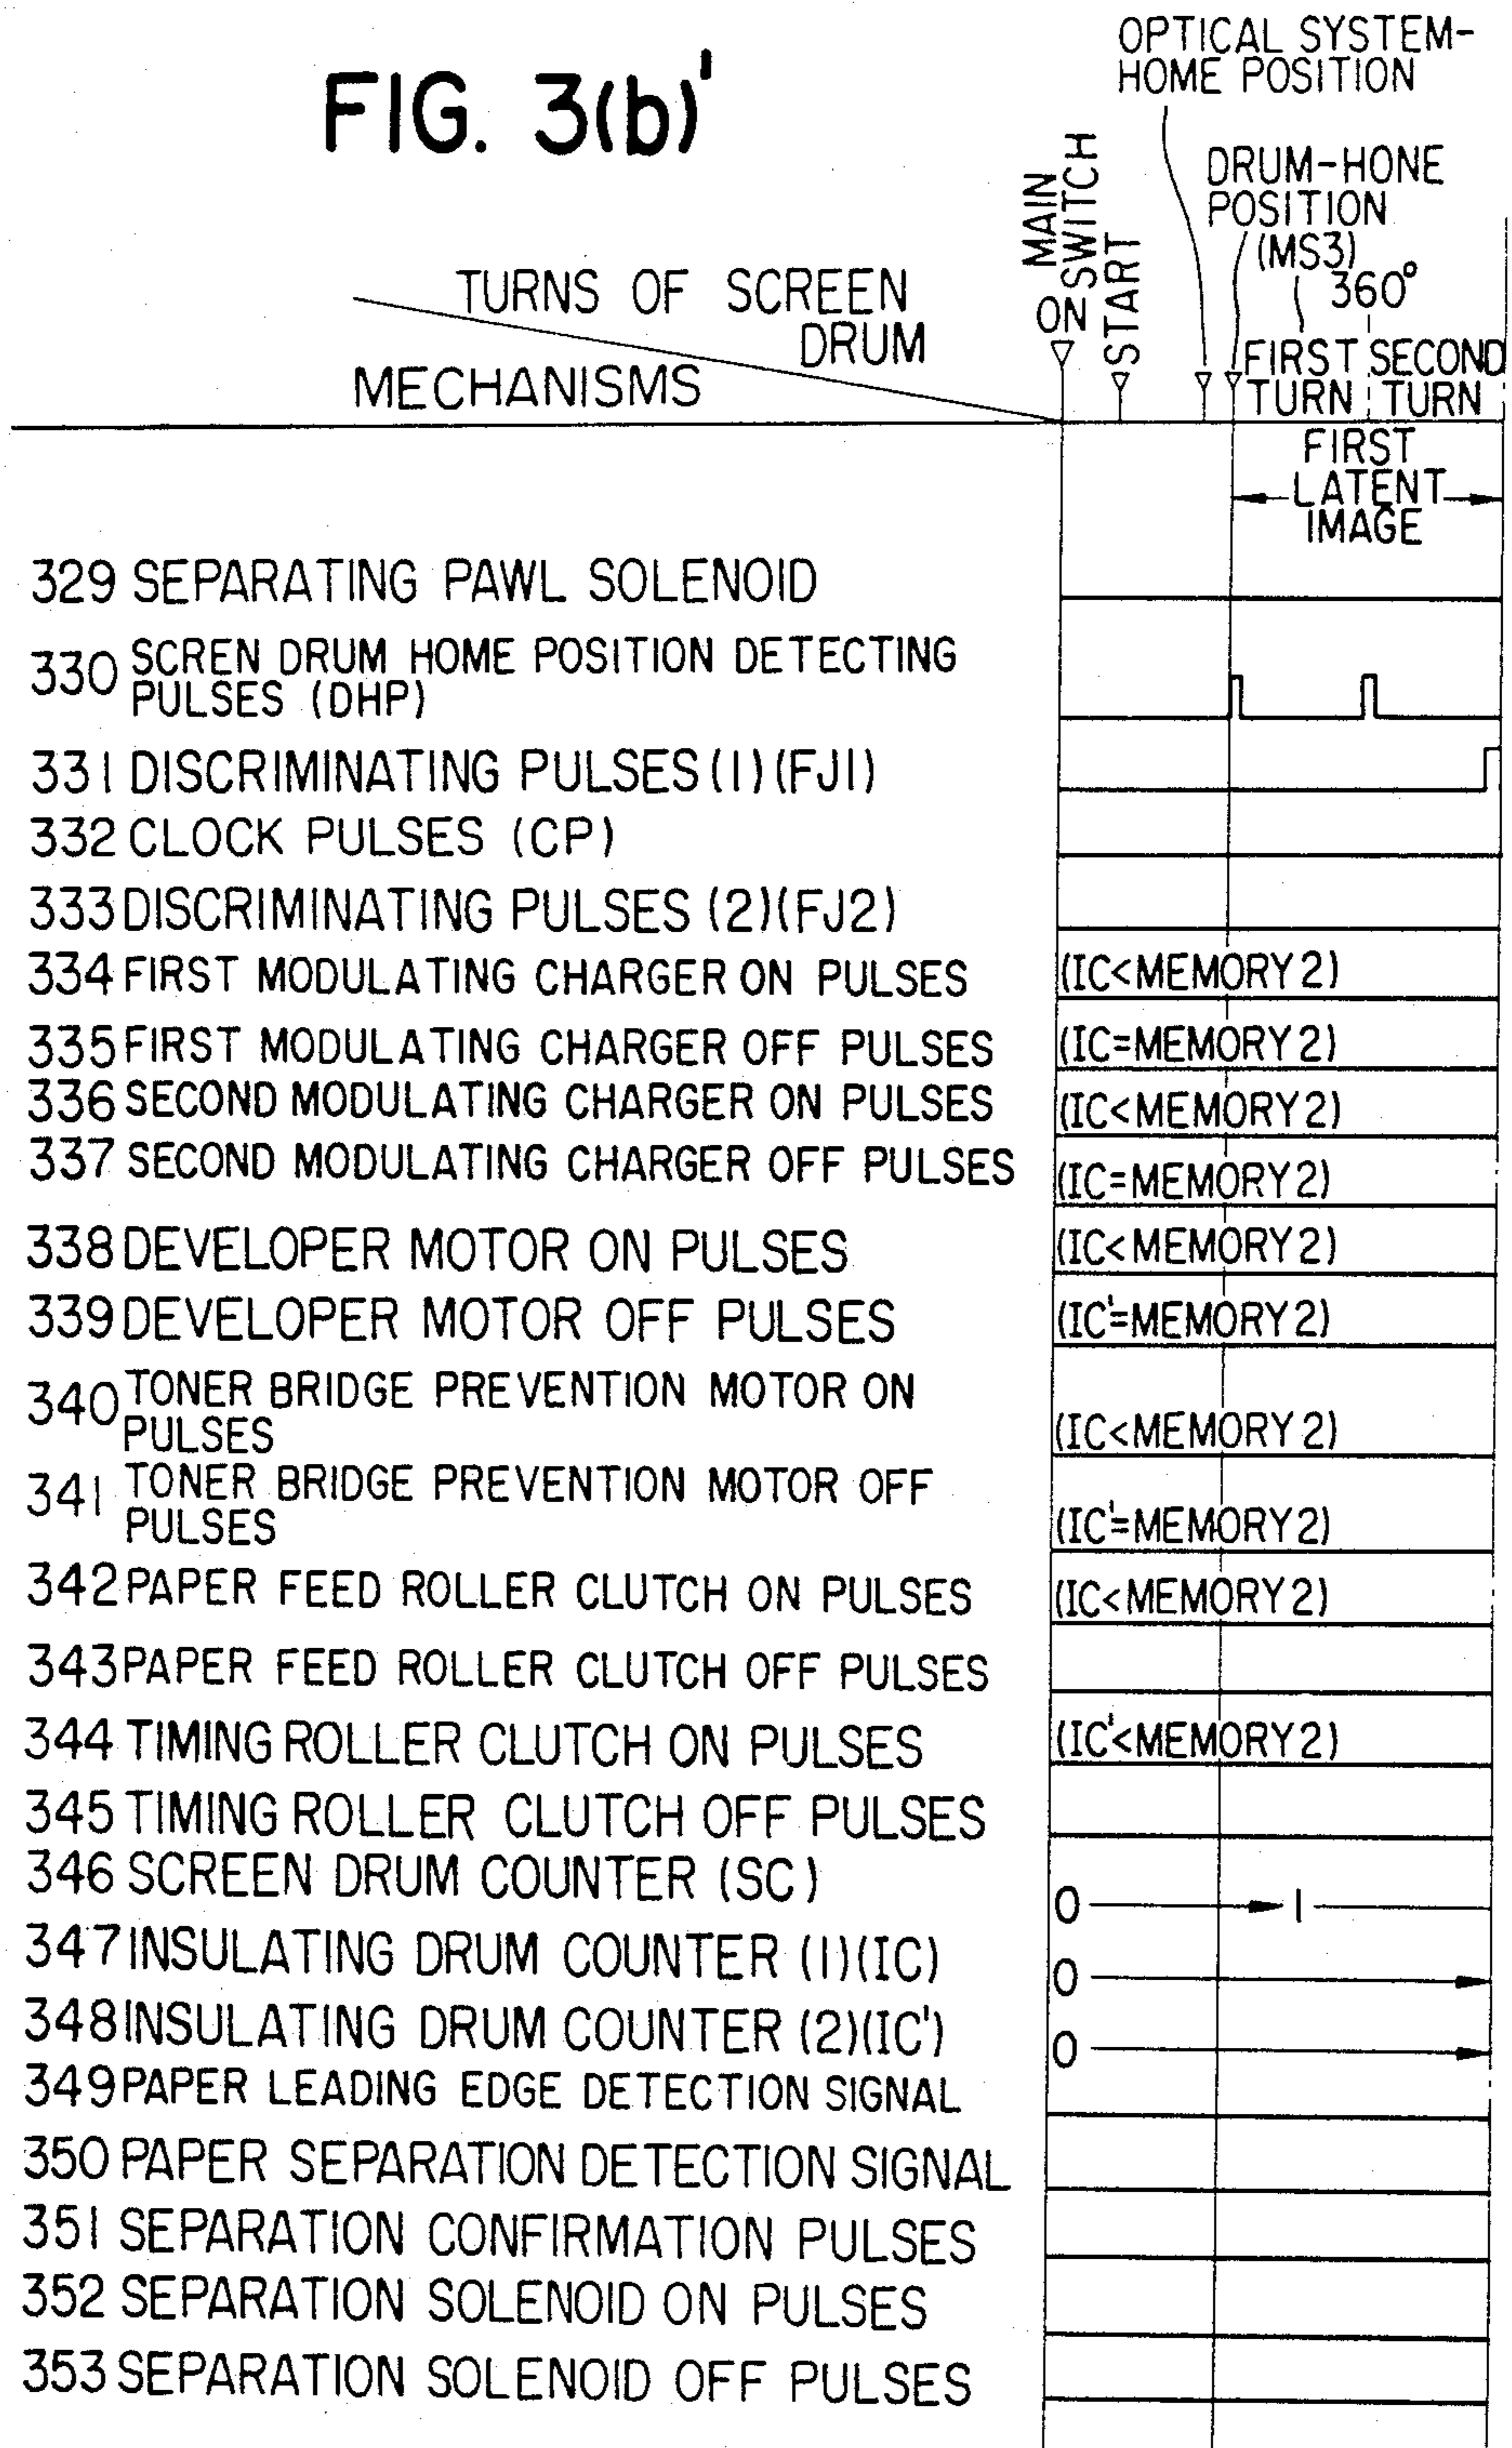 FIG. 3(b)'
OPTICAL SYSTEM-
HOME POSITION
DRUM-HONE
POSITION
(MS3)
360°
MAIN
SWITCH
ON
START
TURNS OF SCREEN
DRUM
MECHANISMS
FIRST SECOND
TURN TURN
FIRST
LATENT
IMAGE
329 SEPARATING PAWL SOLENOID
330 SCREN DRUM HOME POSITION DETECTING
PULSES (DHP)
331 DISCRIMINATING PULSES (1) (FJ1)
332 CLOCK PULSES (CP)
333 DISCRIMINATING PULSES (2)(FJ2)
334 FIRST MODULATING CHARGER ON PULSES (IC<MEMORY 2)
335 FIRST MODULATING CHARGER OFF PULSES (IC=MEMORY 2)
336 SECOND MODULATING CHARGER ON PULSES (IC<MEMORY 2)
337 SECOND MODULATING CHARGER OFF PULSES (IC=MEMORY 2)
338 DEVELOPER MOTOR ON PULSES (IC<MEMORY 2)
339 DEVELOPER MOTOR OFF PULSES (IC'=MEMORY 2)
340 TONER BRIDGE PREVENTION MOTOR ON
PULSES (IC<MEMORY 2)
341 TONER BRIDGE PREVENTION MOTOR OFF
PULSES (IC'=MEMORY 2)
342 PAPER FEED ROLLER CLUTCH ON PULSES (IC<MEMORY 2)
343 PAPER FEED ROLLER CLUTCH OFF PULSES
344 TIMING ROLLER CLUTCH ON PULSES (IC'<MEMORY 2)
345 TIMING ROLLER CLUTCH OFF PULSES
346 SCREEN DRUM COUNTER (SC) 0 1
347 INSULATING DRUM COUNTER (1)(IC) 0
348 INSULATING DRUM COUNTER (2)(IC') 0
349 PAPER LEADING EDGE DETECTION SIGNAL
350 PAPER SEPARATION DETECTION SIGNAL
351 SEPARATION CONFIRMATION PULSES
352 SEPARATION SOLENOID ON PULSES
353 SEPARATION SOLENOID OFF PULSES